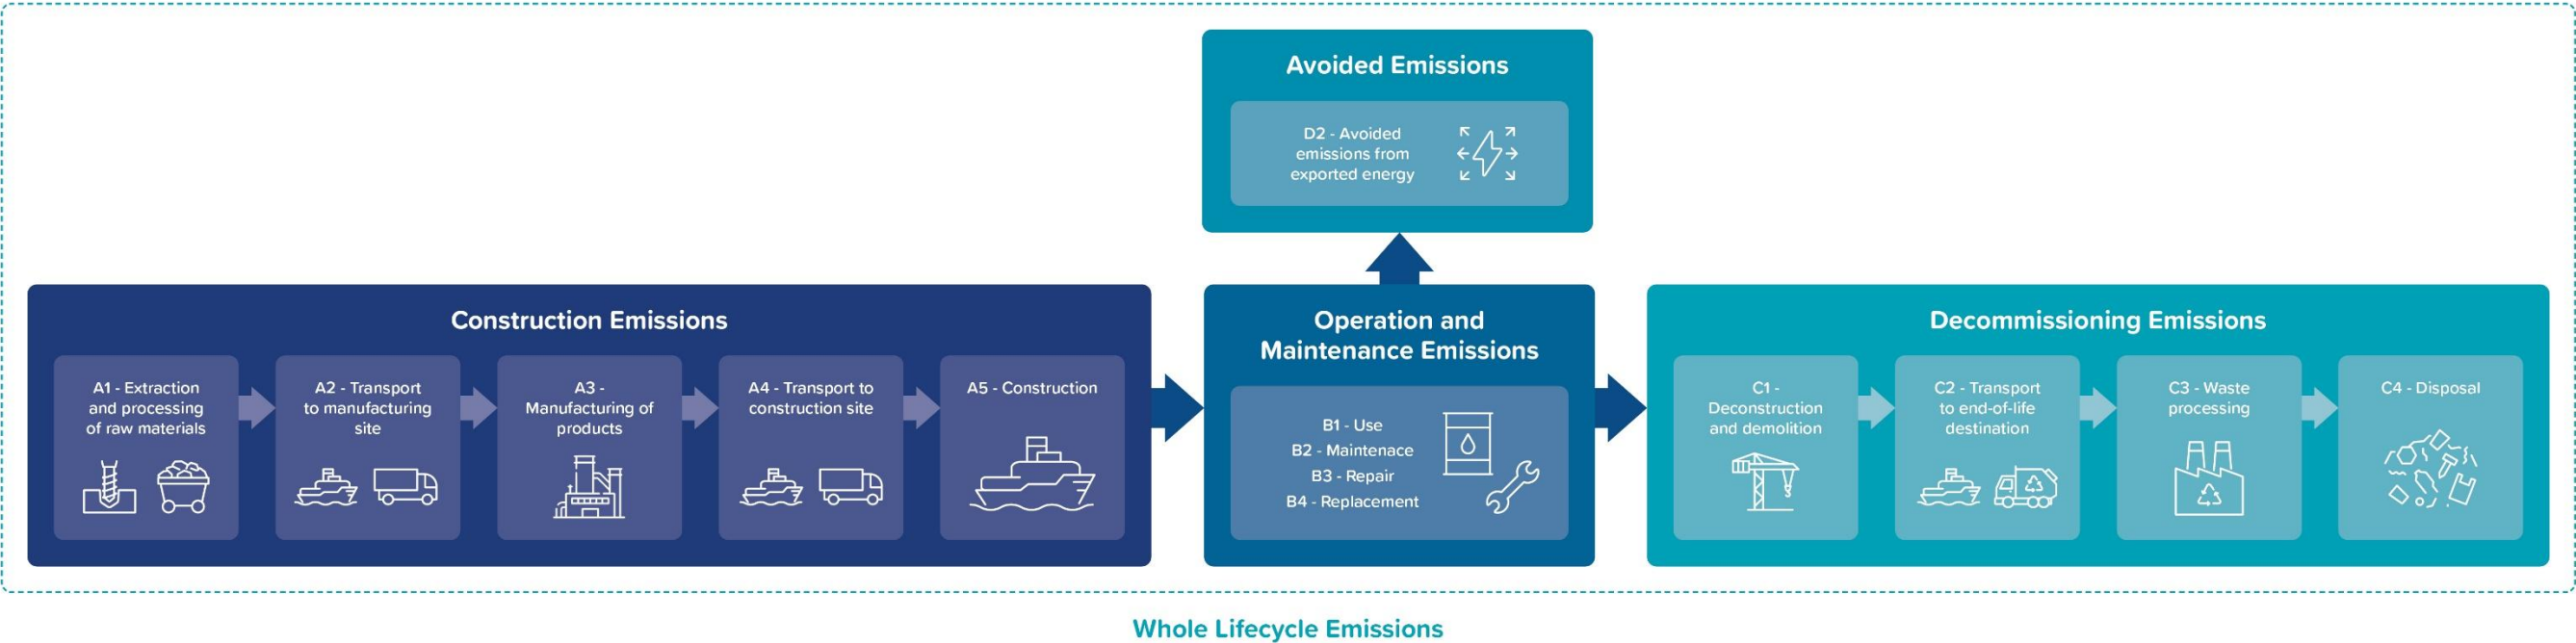 Avoided Emissions
D2 - Avoided
emissions from
exported energy
Construction Emissions
A1 - Extraction
and processing
of raw materials
A2 - Transport
to manufacturing
site
A3 -
Manufacturing of
products
A4 - Transport to
construction site
A5 - Construction
Operation and
Maintenance Emissions
B1 - Use
B2 - Maintenace
B3 - Repair
B4 - Replacement
Decommissioning Emissions
C1 -
Deconstruction
and demolition
C2 - Transport
to end-of-life
destination
C3 - Waste
processing
C4 - Disposal
Whole Lifecycle Emissions